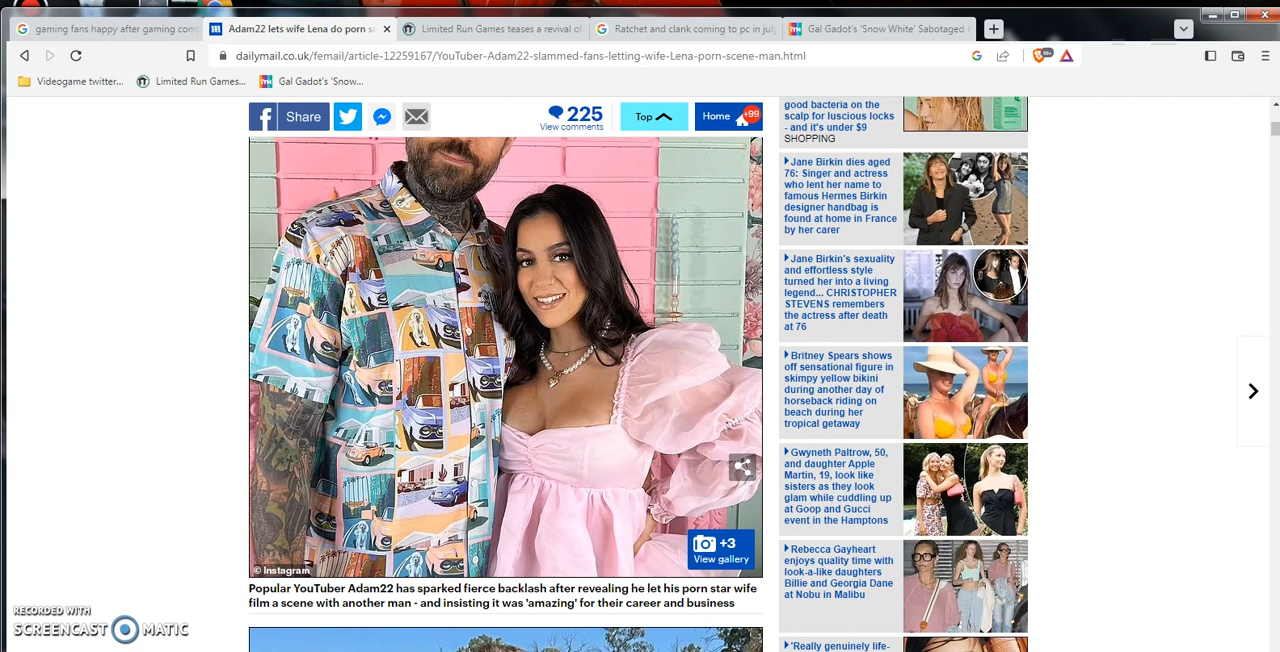 gaming fans happy after gaming com
Adam22 lets wife Lena do porn s
Limited Run Games teases a revival of
Ratchet and clank coming to pc in july
Gal Gadot's 'Snow White' Sabotaged
dailymail.co.uk/femail/article-12259167/YouTuber-Adam22-slammed-fans-letting-wife-Lena-porn-scene-man.html
99+
Videogame twitter...
Limited Run Games...
Gal Gadot's 'Snow...
Share
225
View comments
Top
Home
+99
good bacteria on the
scalp for luscious locks
- and it's under $9
SHOPPING
Jane Birkin dies aged
76: Singer and actress
who lent her name to
famous Hermes Birkin
designer handbag is
found at home in France
by her carer
Jane Birkin's sexuality
and effortless style
turned her into a living
legend... CHRISTOPHER
STEVENS remembers
the actress after death
at 76
Britney Spears shows
off sensational figure in
skimpy yellow bikini
during another day of
horseback riding on
beach during her
tropical getaway
Gwyneth Paltrow, 50,
and daughter Apple
Martin, 19, look like
sisters as they look
glam while cuddling up
at Goop and Gucci
event in the Hamptons
Rebecca Gayheart
enjoys quality time with
look-a-like daughters
Billie and Georgia Dane
at Nobu in Malibu
'Really genuinely life-
+3
View gallery
© Instagram
Popular YouTuber Adam22 has sparked fierce backlash after revealing he let his porn star wife
film a scene with another man - and insisting it was 'amazing' for their career and business
RECORDED WITH
SCREENCAST MATIC